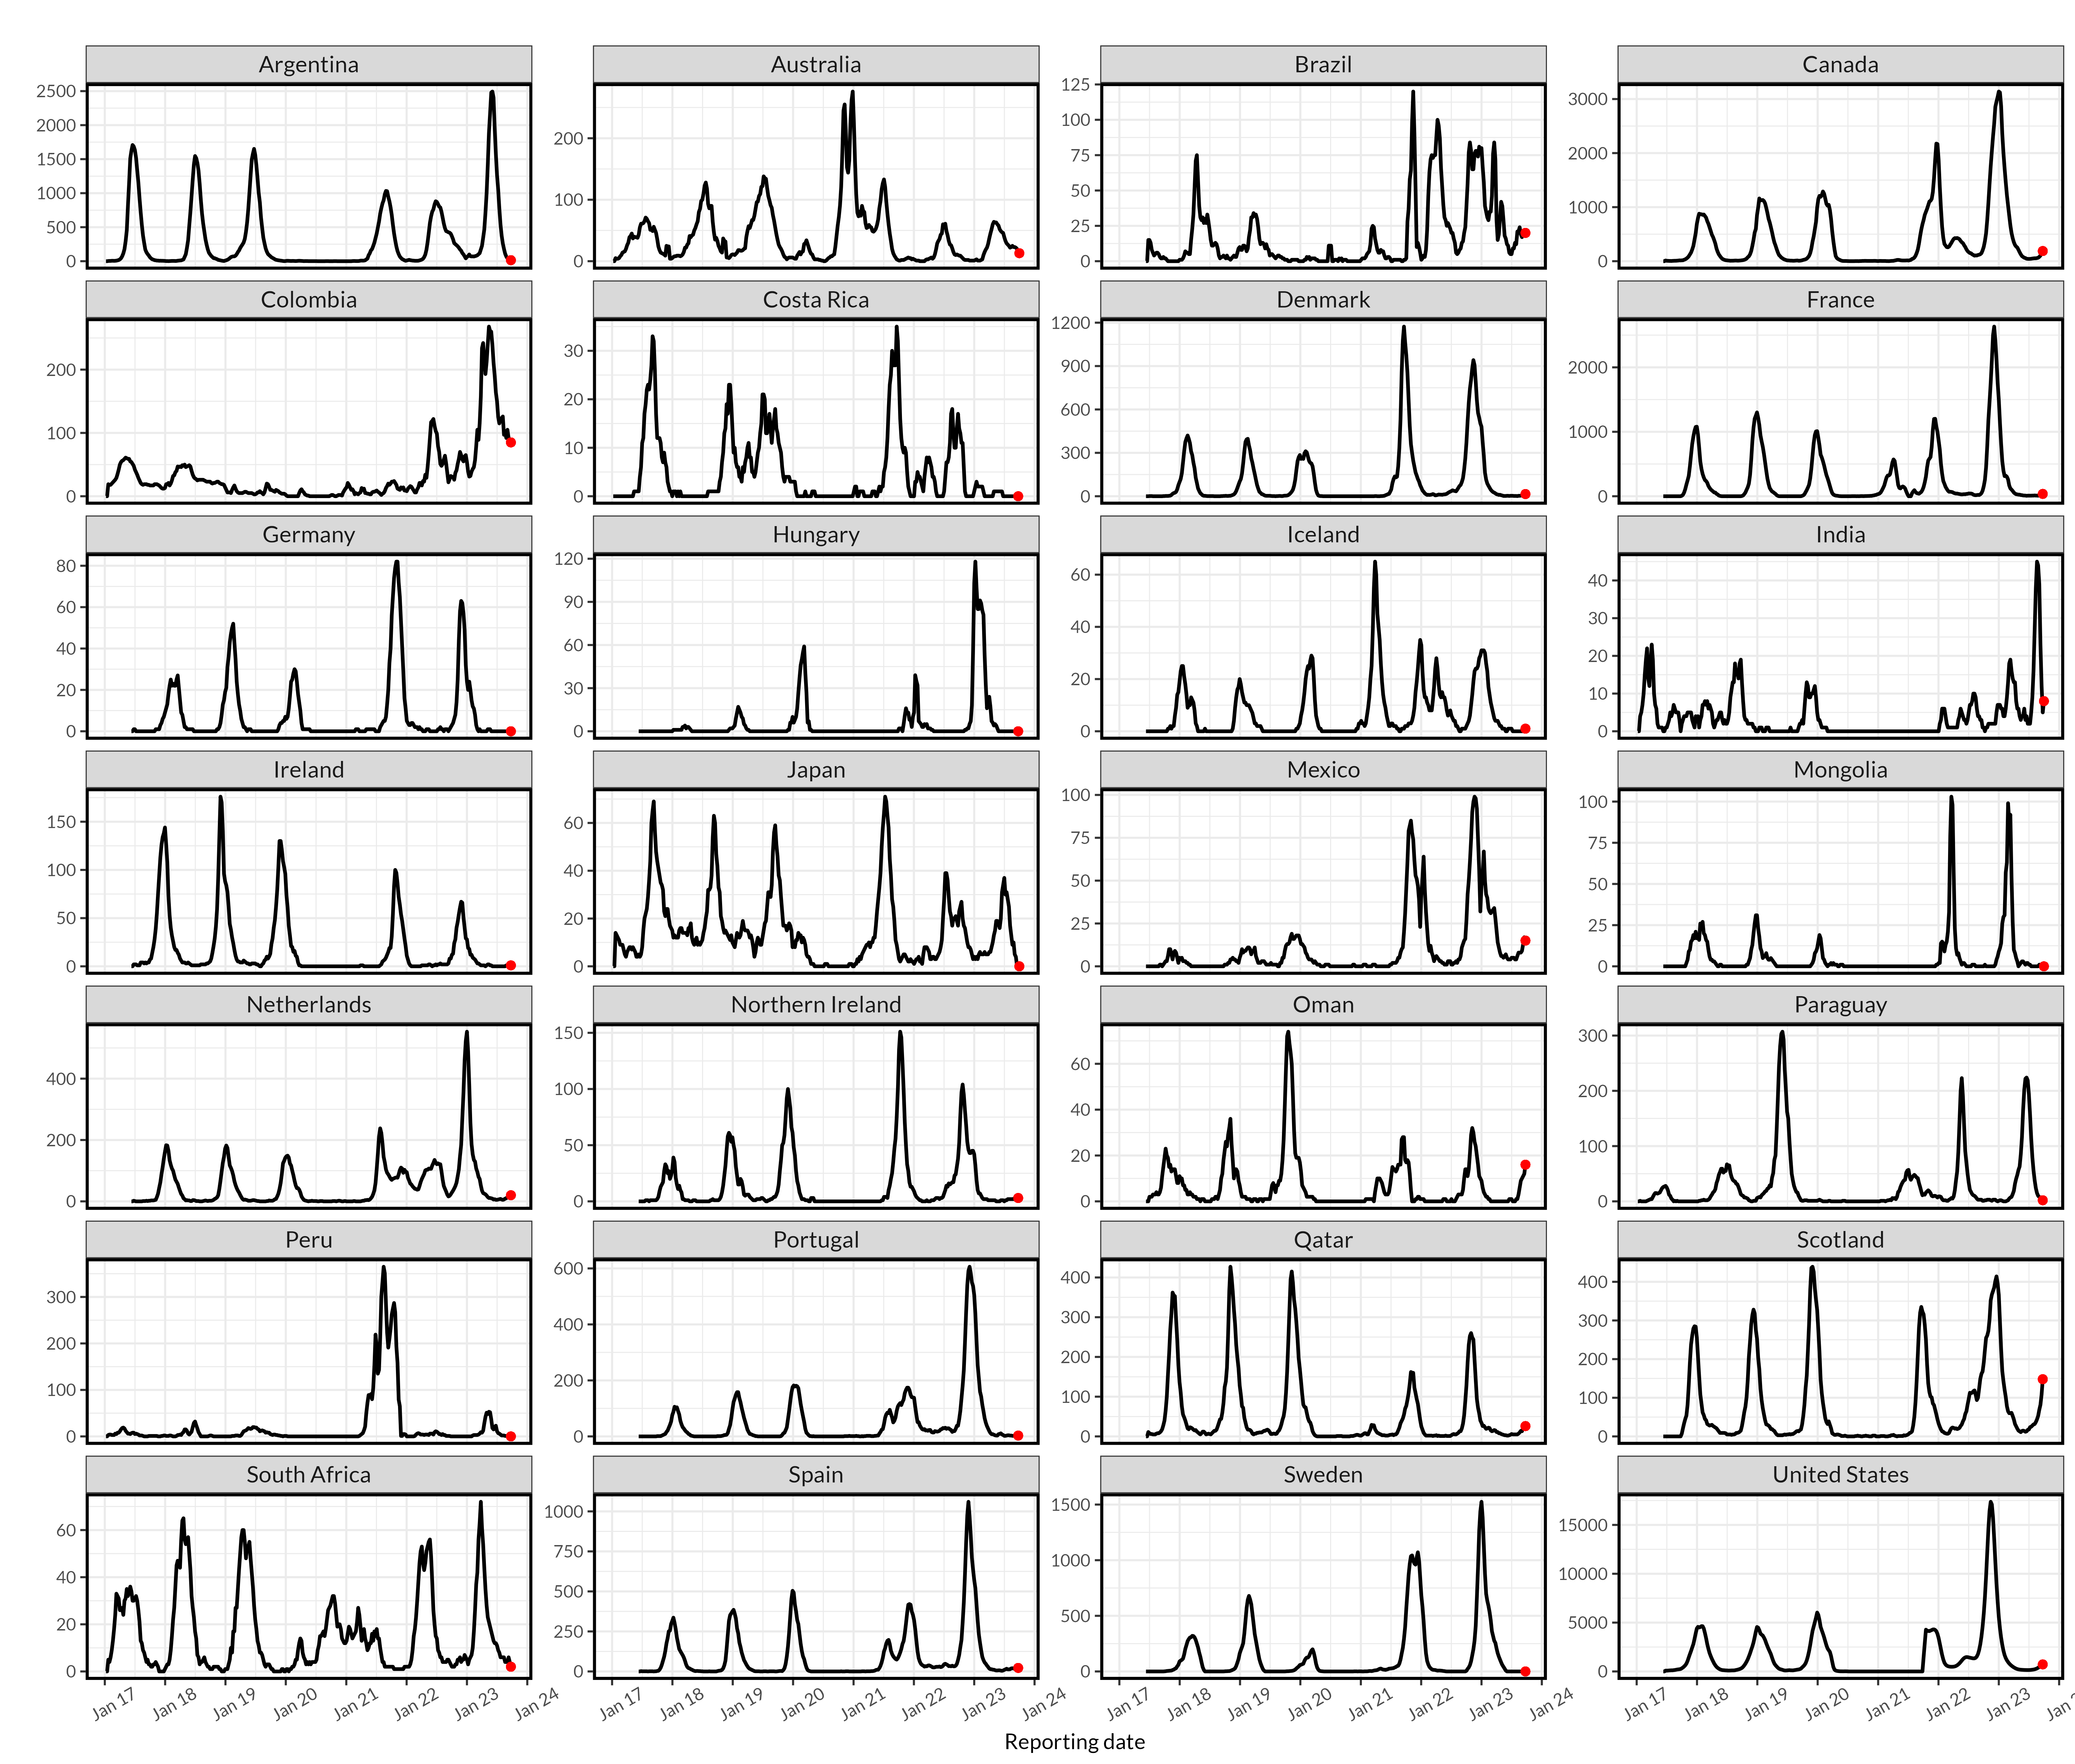 Argentina Australia Brazil Canada
2500 2000 1500 1000 500 0
200 100 0
125 100 75 50 25 0
3000 2000 1000 0
Colombia Costa Rica Denmark France
200 100 0
30 20 10 0
1200 900 600 300 0
2000 1000 0
Germany Hungary Iceland India
80 60 40 20 0
120 90 60 30 0
60 40 20 0
40 30 20 10 0
Ireland Japan Mexico Mongolia
150 100 50 0
60 40 20 0
100 75 50 25 0
100 75 50 25 0
Netherlands Northern Ireland Oman Paraguay
400 200 0
150 100 50 0
60 40 20 0
300 200 100 0
Peru Portugal Qatar Scotland
300 200 100 0
600 400 200 0
400 300 200 100 0
400 300 200 100 0
South Africa Spain Sweden United States
60 40 20 0
1000 750 500 250 0
1500 1000 500 0
15000 10000 5000 0
Jan 17 Jan 18 Jan 19 Jan 20 Jan 21 Jan 22 Jan 23 Jan 24
Jan 17 Jan 18 Jan 19 Jan 20 Jan 21 Jan 22 Jan 23 Jan 24
Jan 17 Jan 18 Jan 19 Jan 20 Jan 21 Jan 22 Jan 23 Jan 24
Jan 17 Jan 18 Jan 19 Jan 20 Jan 21 Jan 22 Jan 23 Jan
Reporting date